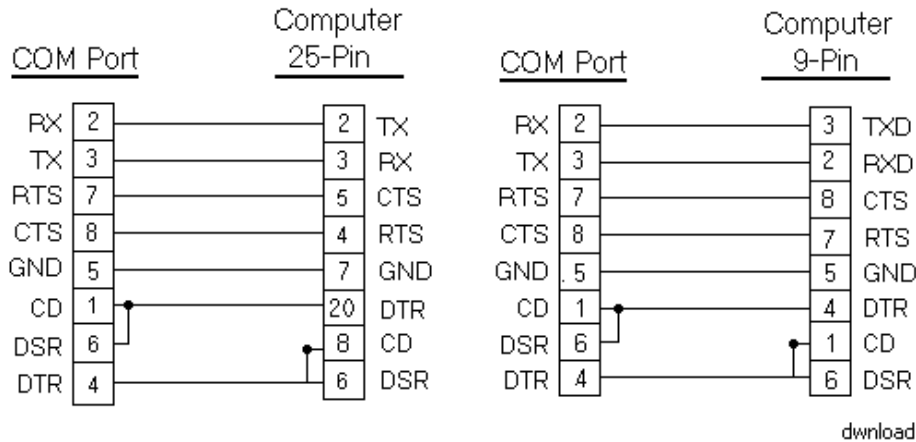 Computer
COM Port 25-Pin
RX 2 2 TX
TX 3 3 RX
RTS 7 5 CTS
CTS 8 4 RTS
GND 5 7 GND
CD 1 20 DTR
DSR 6 8 CD
DTR 4 6 DSR
Computer
COM Port 9-Pin
RX 2 3 TXD
TX 3 2 RXD
RTS 7 8 CTS
CTS 8 7 RTS
GND . 5 5 GND
CD 1 4 DTR
DSR 6 1 CD
DTR 4 6 DSR
dwnload